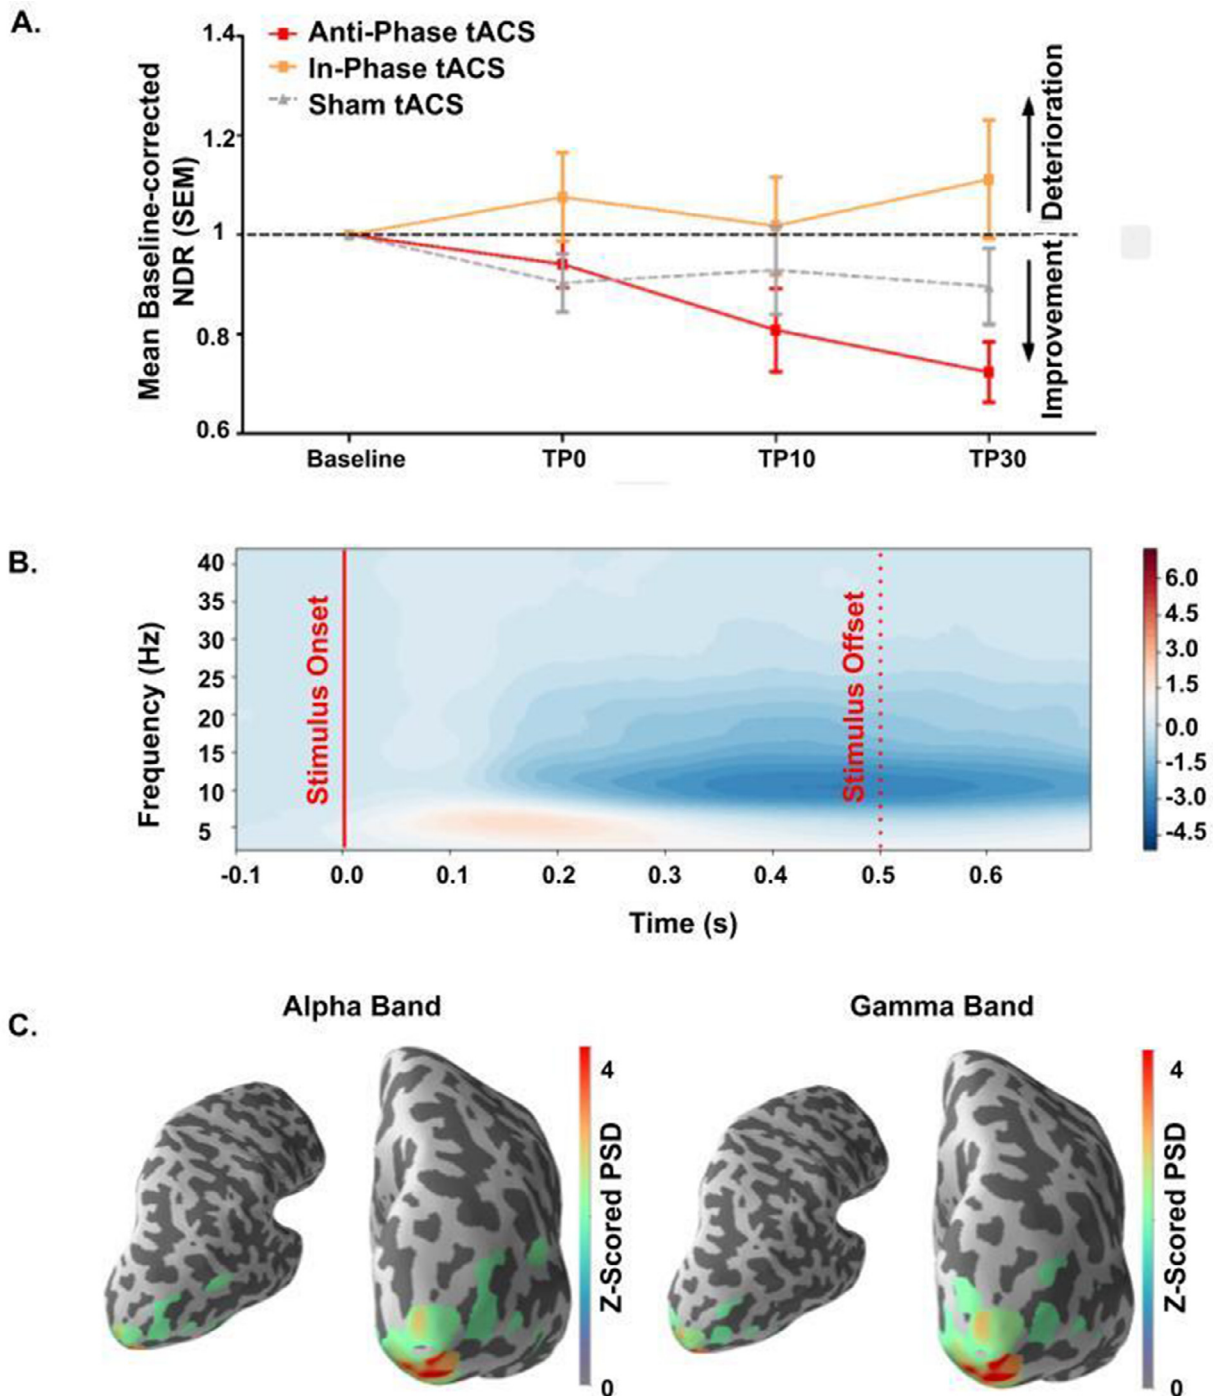 A.
Anti-Phase tACS
In-Phase tACS
Sham tACS
Mean Baseline-corrected
NDR (SEM)
1.4
1.2
1
0.8
0.6
Baseline TP0 TP10 TP30
Deterioration
Improvement
B.
Frequency (Hz)
40
35
30
25
20
15
10
5
Stimulus Onset
Stimulus Offset
6.0
4.5
3.0
1.5
0.0
-1.5
-3.0
-4.5
-0.1 0.0 0.1 0.2 0.3 0.4 0.5 0.6
Time (s)
C.
Alpha Band
4
Z-Scored PSD
0
Gamma Band
4
Z-Scored PSD
0